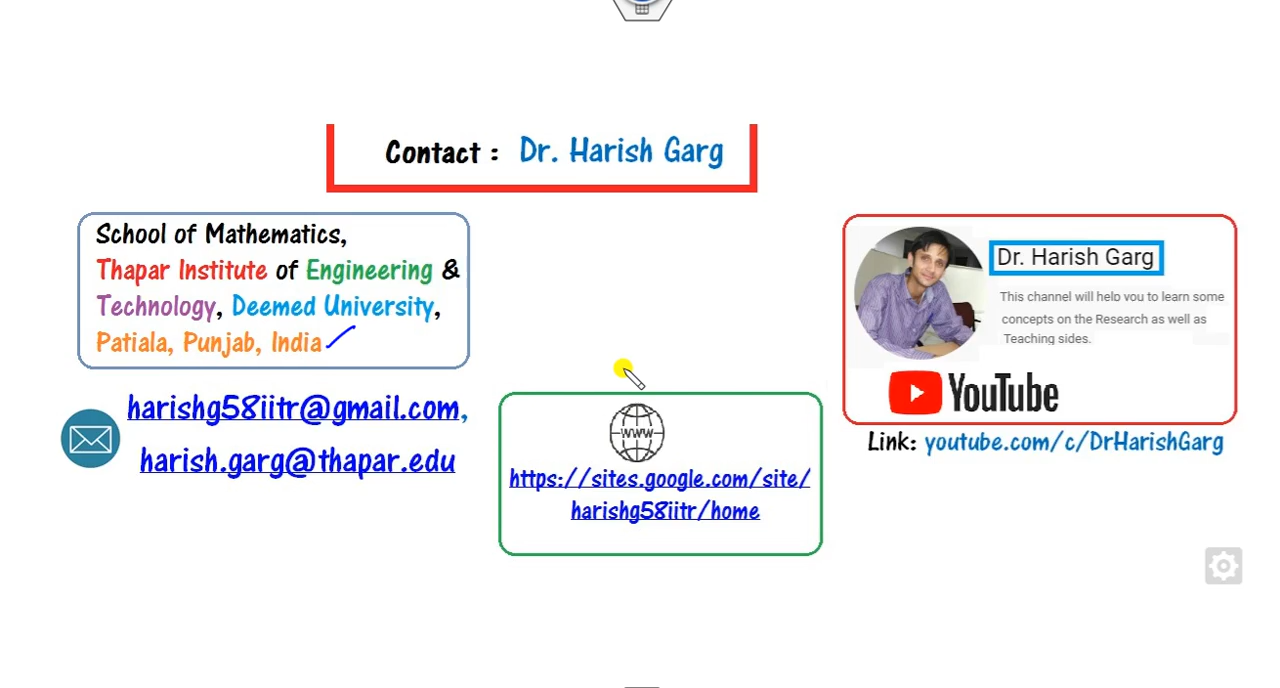 Contact : Dr. Harish Garg
School of Mathematics,
Thapar Institute of Engineering &
Technology, Deemed University,
Patiala, Punjab, India
harishg58iitr@gmail.com,
harish.garg@thapar.edu
www
https://sites.google.com/site/
harishg58iitr/home
Dr. Harish Garg
This channel will help you to learn some
concepts on the Research as well as
Teaching sides.
YouTube
Link: youtube.com/c/DrHarishGarg